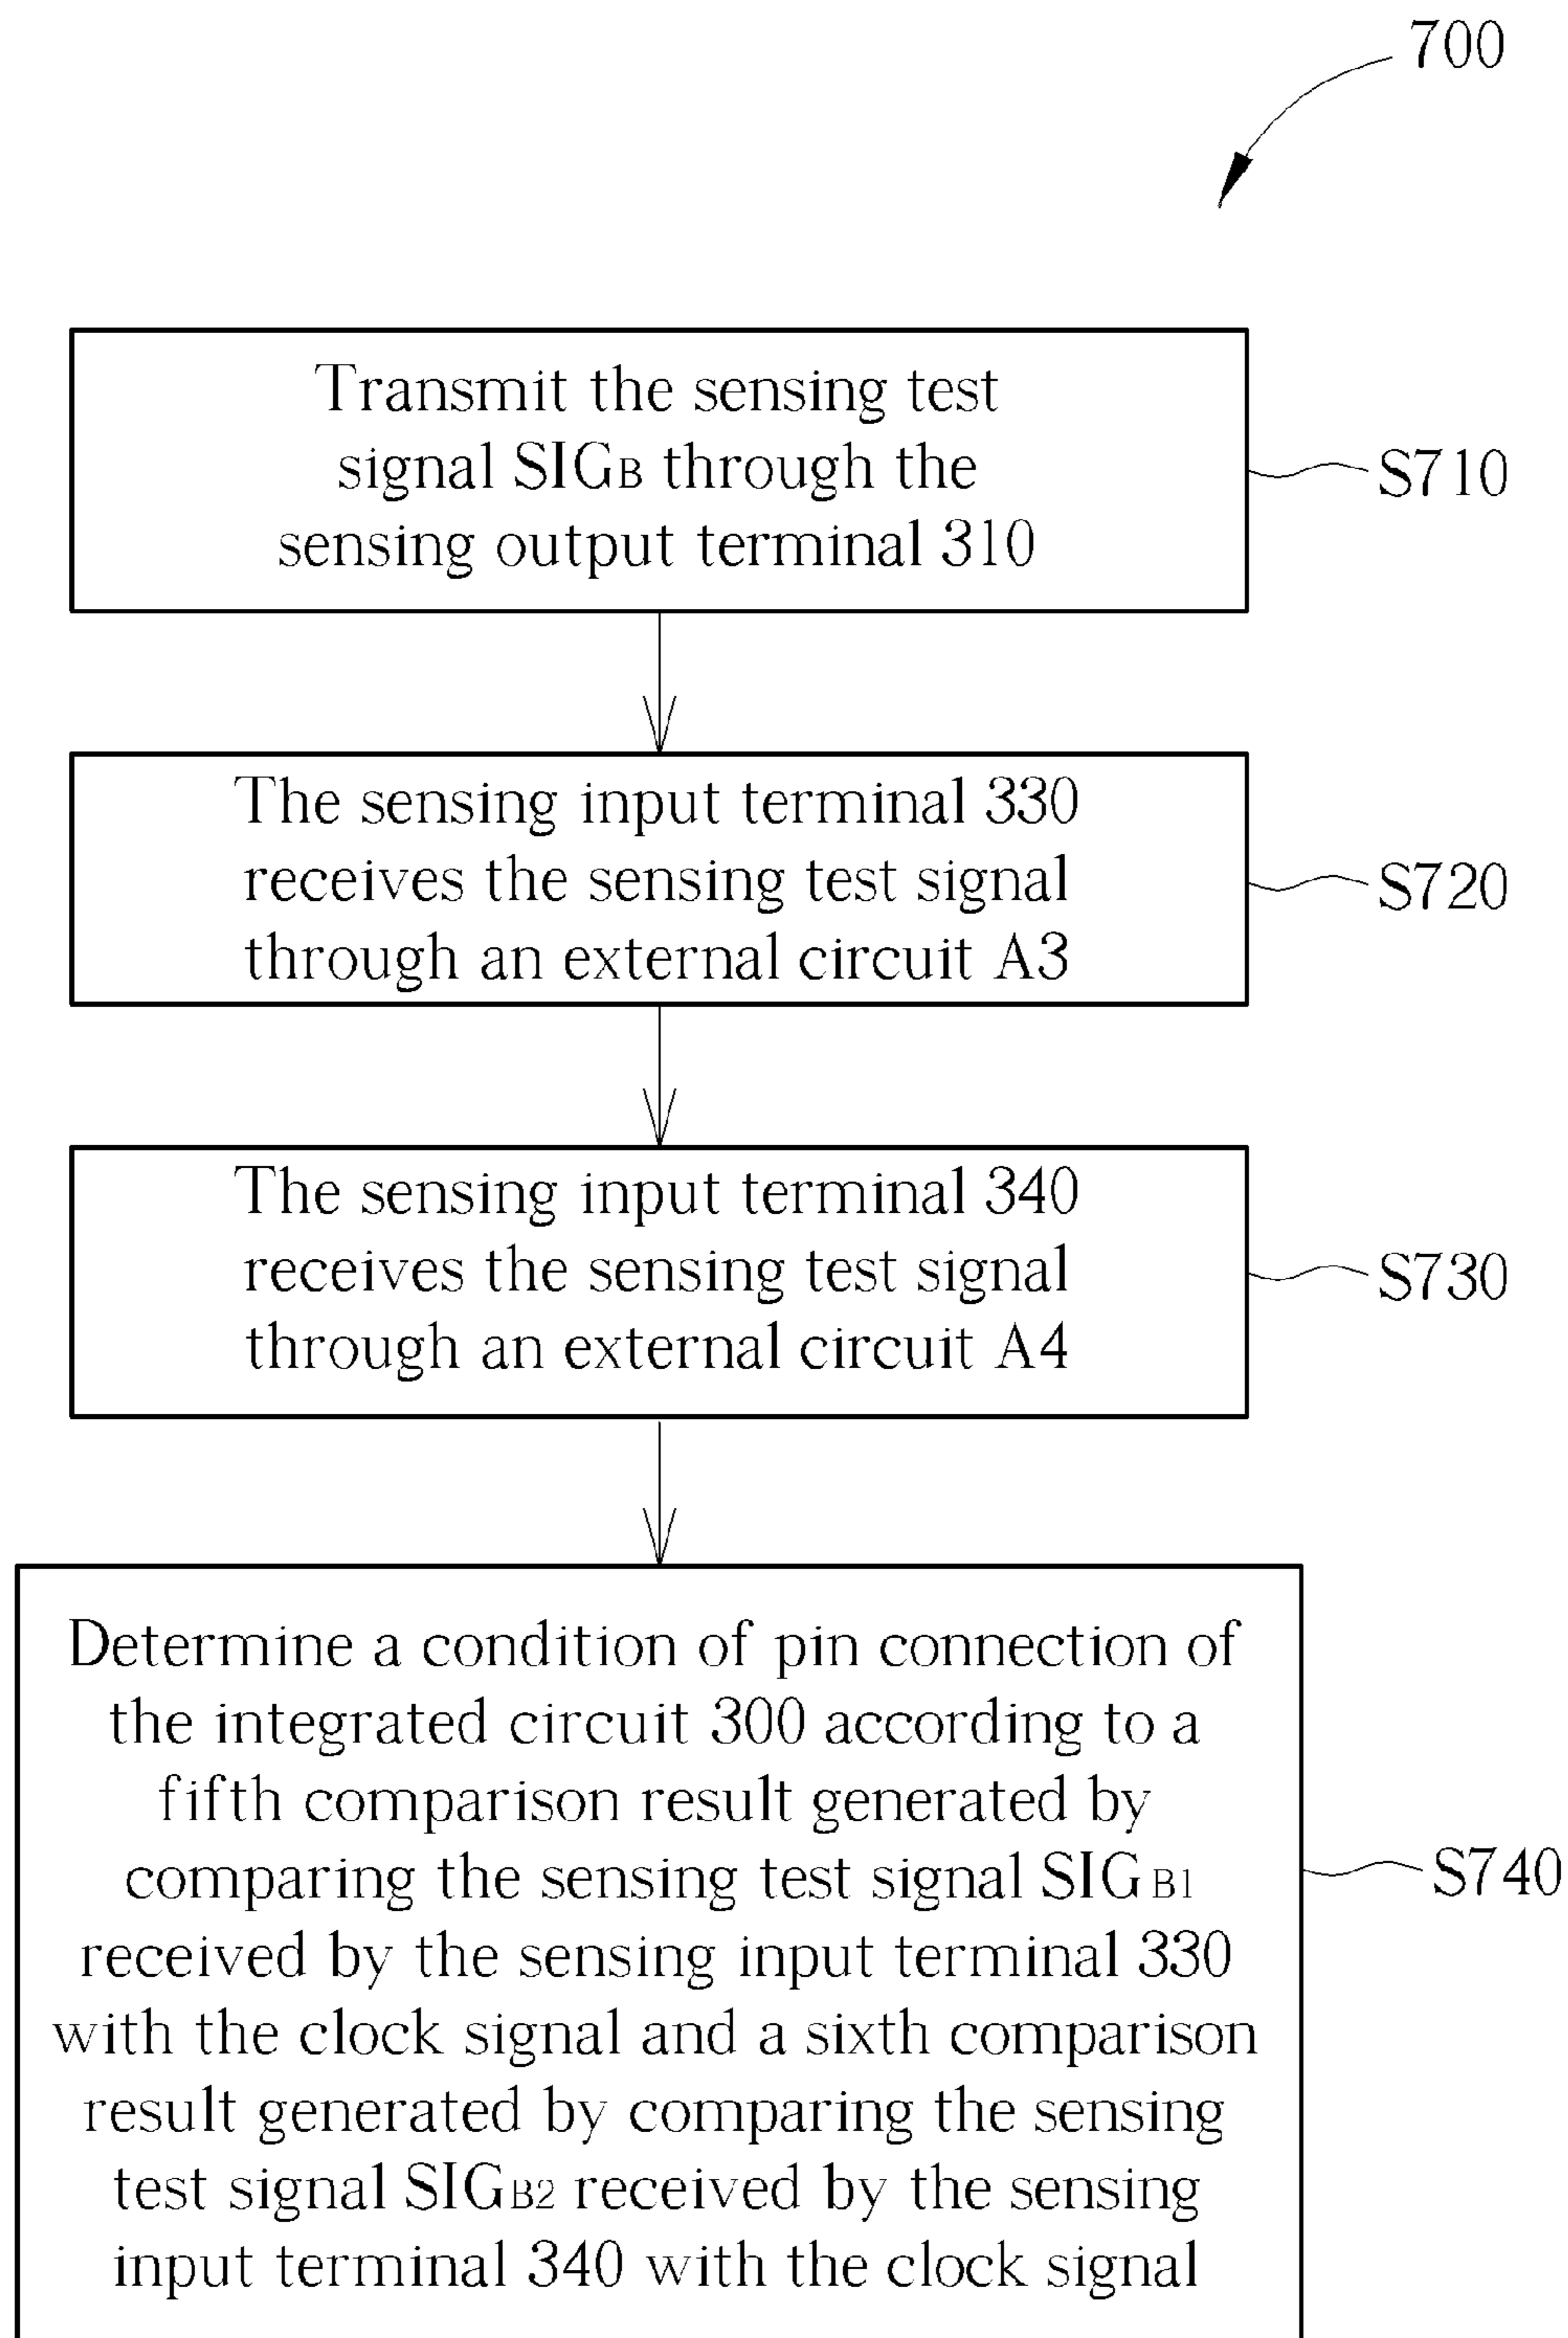 700
Transmit the sensing test
signal SIGB through the
sensing output terminal 310
S710
The sensing input terminal 330
receives the sensing test signal
through an external circuit A3
S720
The sensing input terminal 340
receives the sensing test signal
through an external circuit A4
S730
Determine a condition of pin connection of
the integrated circuit 300 according to a
fifth comparison result generated by
comparing the sensing test signal SIGB1
received by the sensing input terminal 330
with the clock signal and a sixth comparison
result generated by comparing the sensing
test signal SIGB2 received by the sensing
input terminal 340 with the clock signal
S740